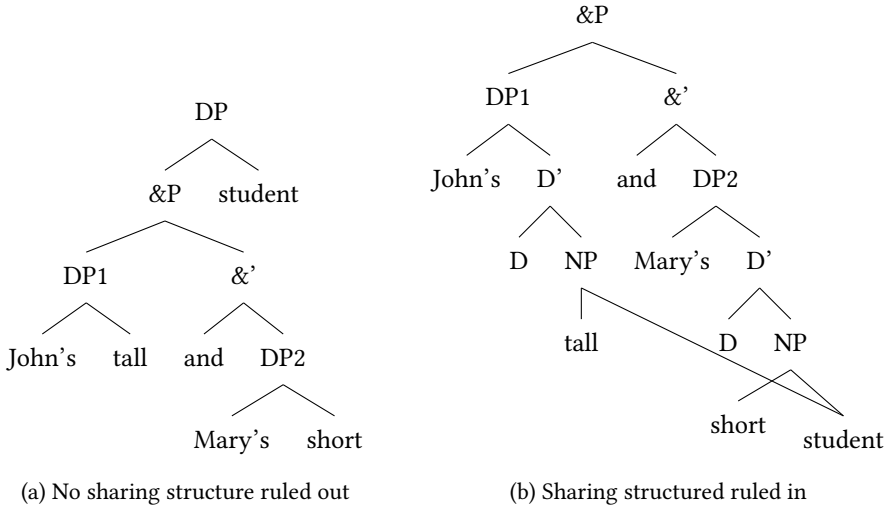 &P
DP1 &’
DP
John’s D’ and DP2
&P student
D NP Mary’s D’
DP1 &’
tall D NP
John’s tall and DP2
short
Mary’s short student
(a) No sharing structure ruled out (b) Sharing structured ruled in